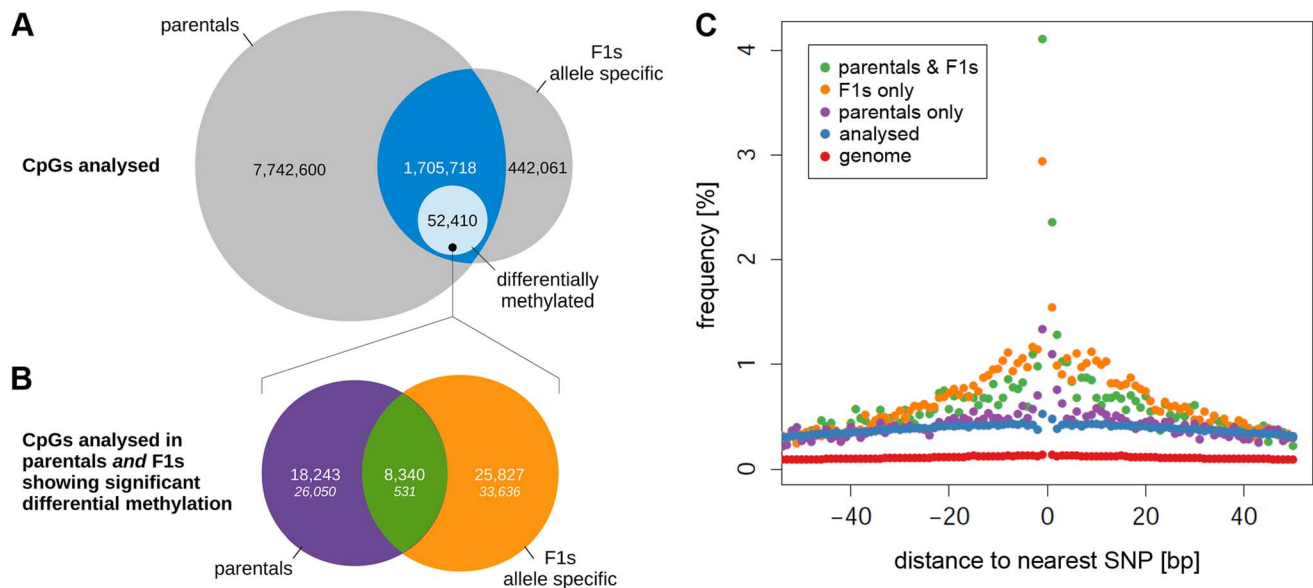 A
parentals
F1s
allele specific
CpGs analysed
7,742,600
1,705,718
442,061
52,410
differentially
methylated
B
CpGs analysed in
parentals and F1s
showing significant
differential methylation
18,243
26,050
8,340
531
25,827
33,636
parentals
F1s
allele specific
C
frequency [%]
4
3
2
1
0
parentals & F1s
F1s only
parentals only
analysed
genome
−40
−20
0
20
40
distance to nearest SNP [bp]